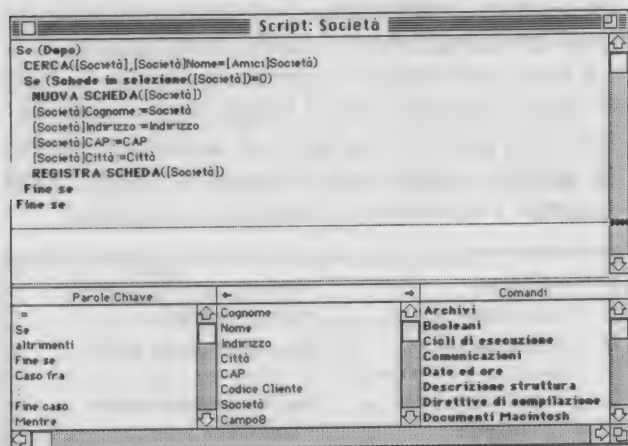 Script: Società
Se (Dopo)
CERCA([Società],[Società]Nome=[Amici]Società)
Se (Schede in selezione([Società])=0)
NUOVA SCHEDA([Società])
[Società]Cognome:=Società
[Società]Indirizzo:=Indirizzo
[Società]CAP:=CAP
[Società]Città:=Città
REGISTRA SCHEDA([Società])
Fine se
Fine se
Parole Chiave
:=
Se
altrimenti
Fine se
Caso fra
:
Fine caso
Mentre
← →
Cognome
Nome
Indirizzo
Città
CAP
Codice Cliente
Società
Campo8
Comandi
Archivi
Booleani
Cicli di esecuzione
Comunicazioni
Date ed ore
Descrizione struttura
Direttive di compilazione
Documenti Macintosh